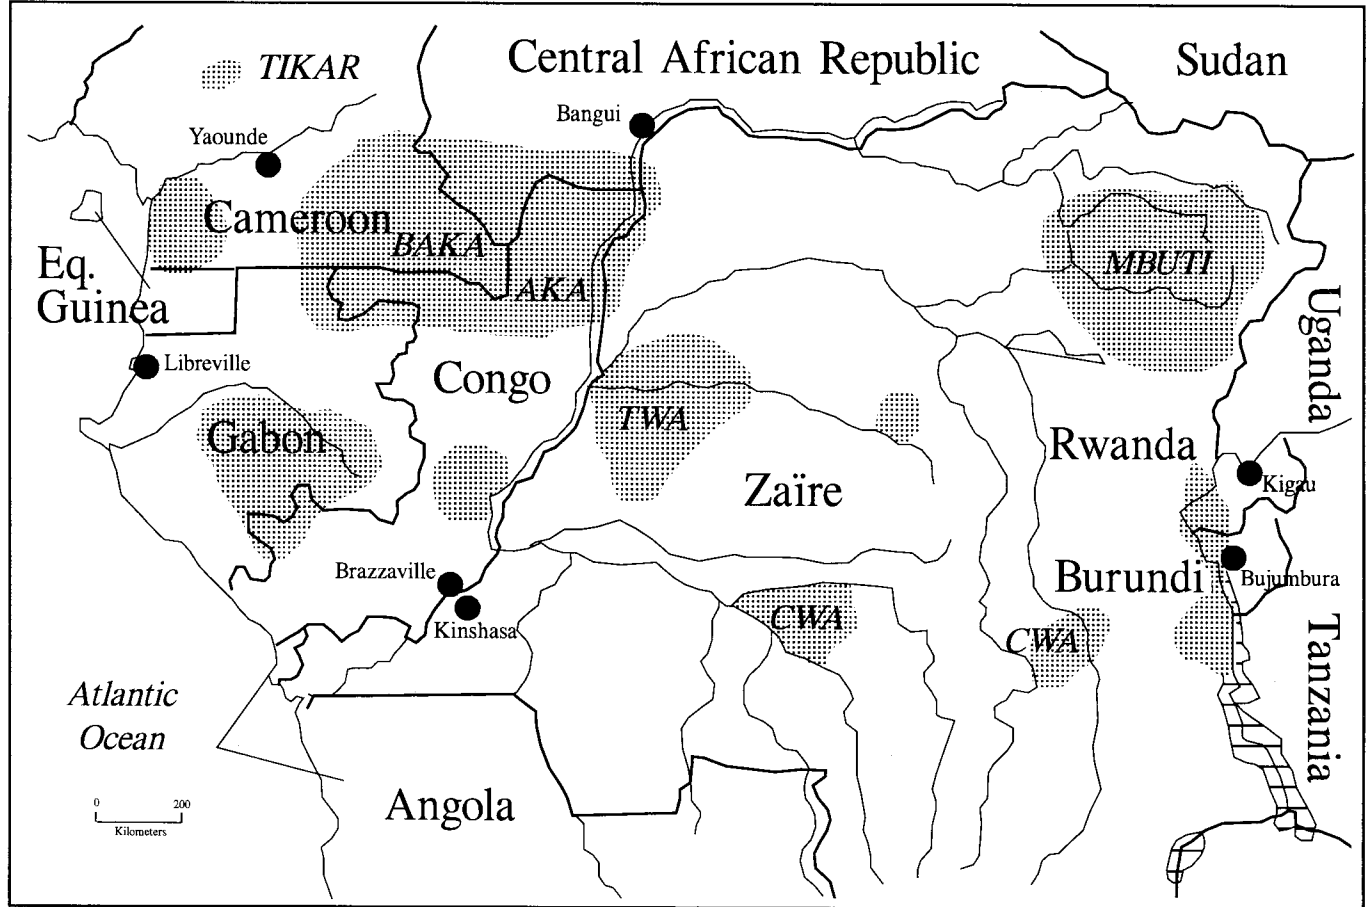 Central African Republic
Sudan
TIKAR
Bangui
Yaounde
Cameroon
BAKA
MBUTI
Eq.
Guinea
AKA
Uganda
Libreville
Congo
TWA
Gabon
Rwanda
Zaïre
Kigau
Brazzaville
Burundi
Bujumbura
Kinshasa
CWA
CWA
Tanzania
Atlantic
Ocean
0 200
Kilometers
Angola